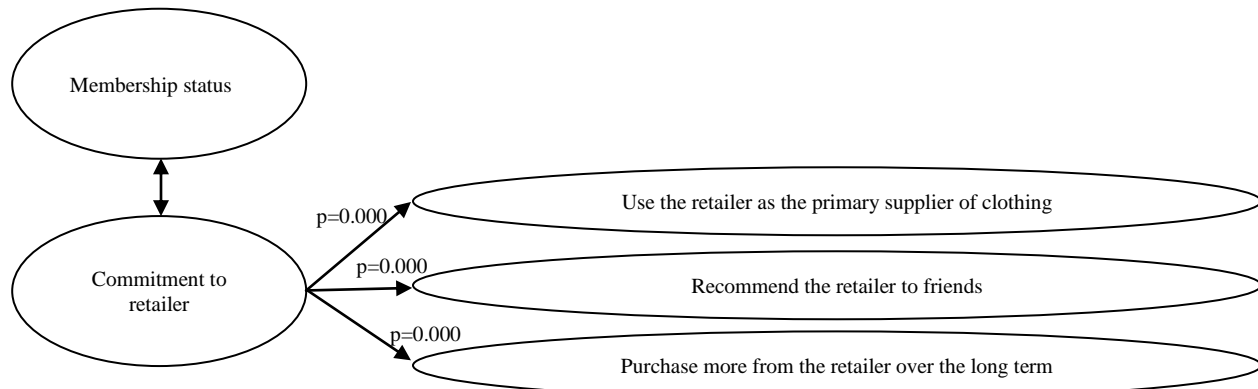 Membership status
Use the retailer as the primary supplier of clothing
p=0.000
p=0.000
Commitment to
retailer
Recommend the retailer to friends
p=0.000
Purchase more from the retailer over the long term